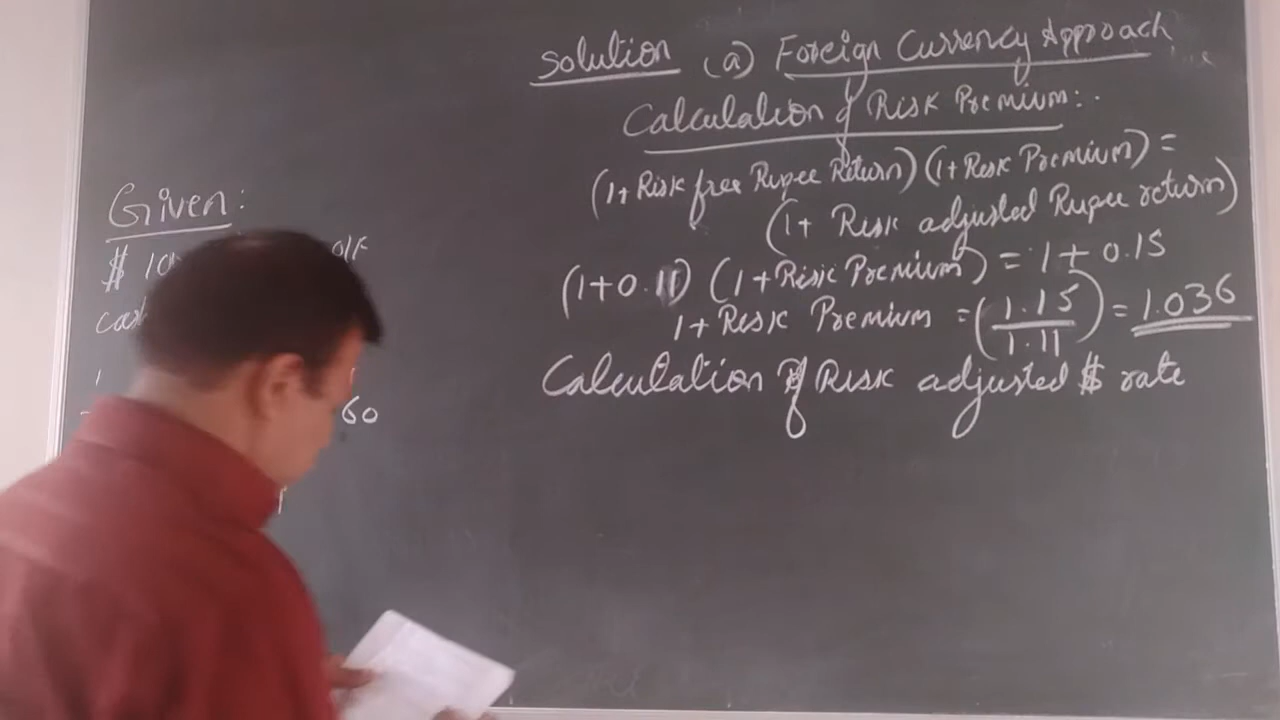 Solution (a) Foreign Currency Approach
Calculation of Risk Premium:
(1+Risk free Rupee Return) (1+Risk Premium) =
(1+ Risk adjusted Rupee return)
(1+0.11) (1+Risk Premium) = 1+0.15
1+ Risk Premium = (1.15/1.11) = 1.036
Calculation of Risk adjusted $ rate
Given:
$ 10
60